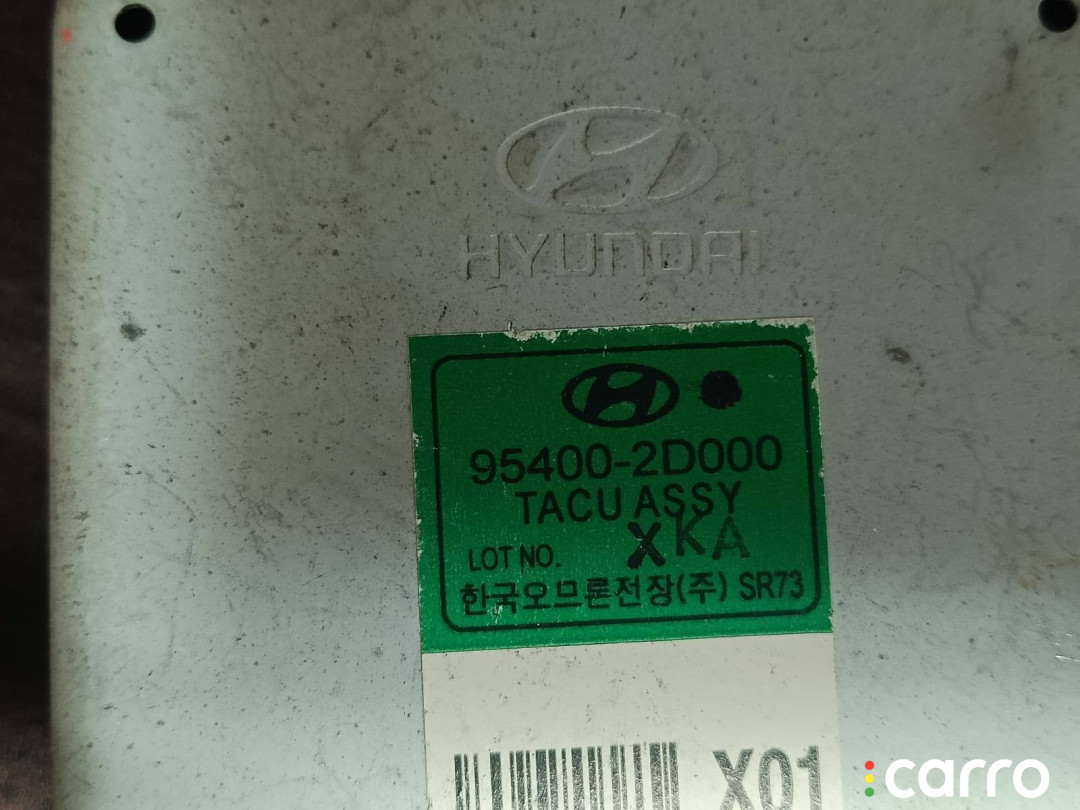 HYUNDAI
95400-2D000
TACU ASSY
LOT NO. XKA
한국오므론전장(주) SR73
X01
carro